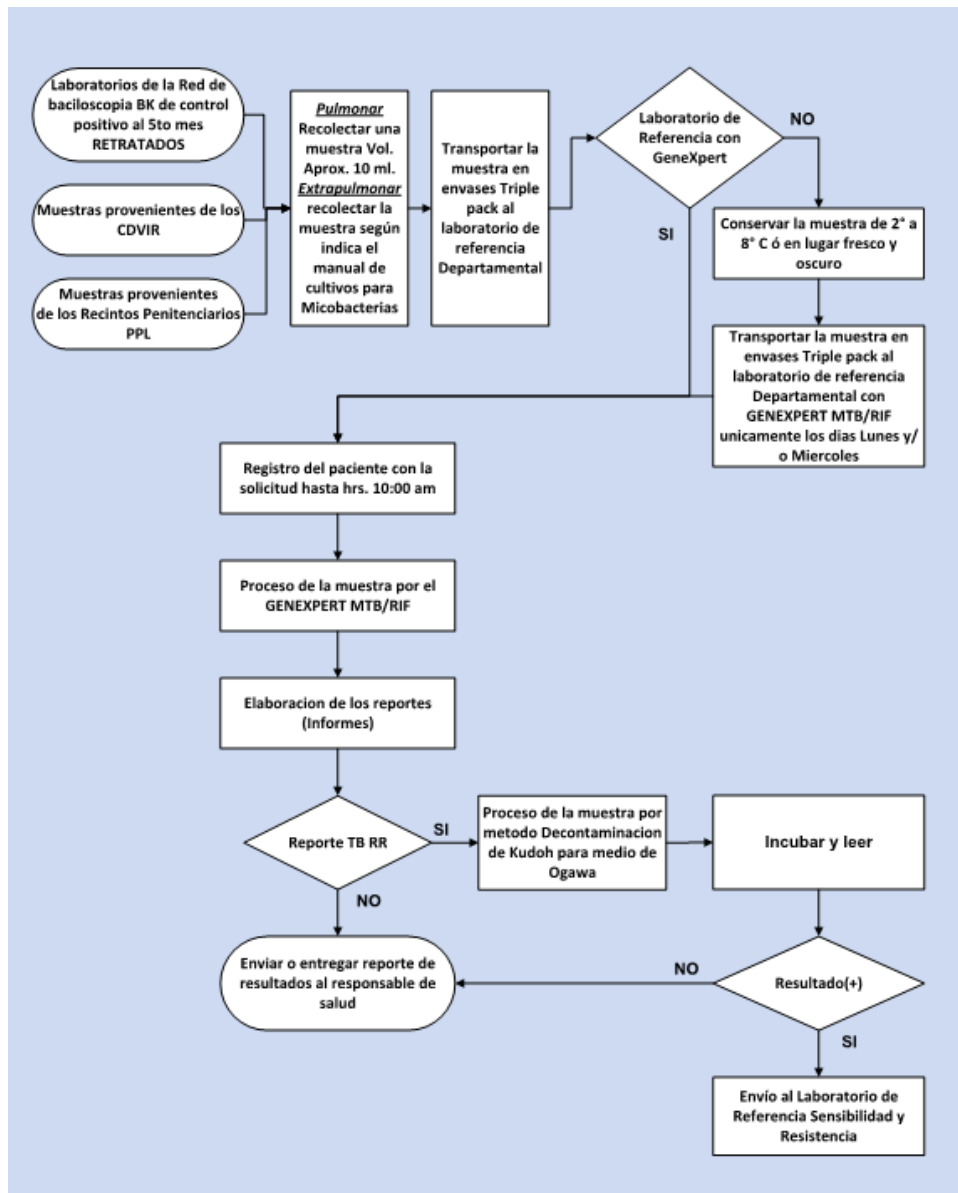 Laboratorios de la Red de
baciloscopia BK de control
positivo al 5to mes
RETRATADOS
Muestras provenientes de los
CDVIR
Muestras provenientes
de los Recintos Penitenciarios
PPL
Pulmonar
Recolectar una
muestra Vol.
Aprox. 10 ml.
Extrapulmonar
recolectar la
muestra según
indica el
manual de
cultivos para
Micobacterias
Transportar la
muestra en
envases Triple
pack al
laboratorio de
referencia
Departamental
Laboratorio de
Referencia con
GeneXpert
NO
SI
Conservar la muestra de 2° a
8° C ó en lugar fresco y
oscuro
Transportar la muestra en
envases Triple pack al
laboratorio de referencia
Departamental con
GENEXPERT MTB/RIF
unicamente los dias Lunes y/
o Miercoles
Registro del paciente con la
solicitud hasta hrs. 10:00 am
Proceso de la muestra por el
GENEXPERT MTB/RIF
Elaboracion de los reportes
(Informes)
Reporte TB RR
SI
NO
Proceso de la muestra por
metodo Decontaminacion
de Kudoh para medio de
Ogawa
Incubar y leer
Resultado(+)
NO
SI
Enviar o entregar reporte de
resultados al responsable de
salud
Envío al Laboratorio de
Referencia Sensibilidad y
Resistencia